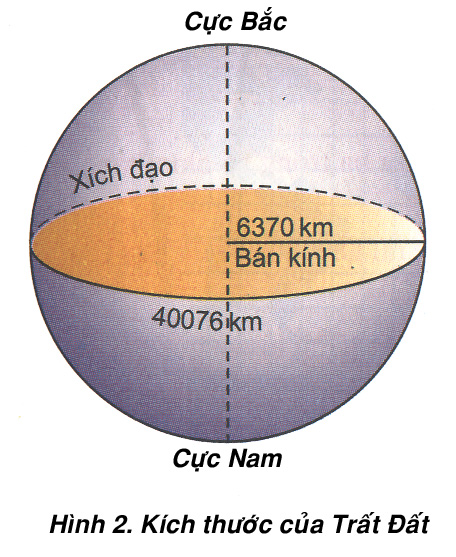 Cực Bắc
Xích đạo
6370 km
Bán kính
40076 km
Cực Nam
Hình 2. Kích thước của Trất Đất